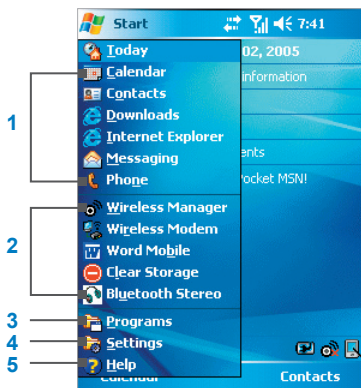 Start 7:41
Today
02, 2005
1
Calendar
information
Contacts
Downloads
Internet Explorer
Messaging
ents
Phone
Pocket MSN!
2
Wireless Manager
Wireless Modem
Word Mobile
Clear Storage
Bluetooth Stereo
3
Programs
4
Settings
5
Help
Calendar
Contacts